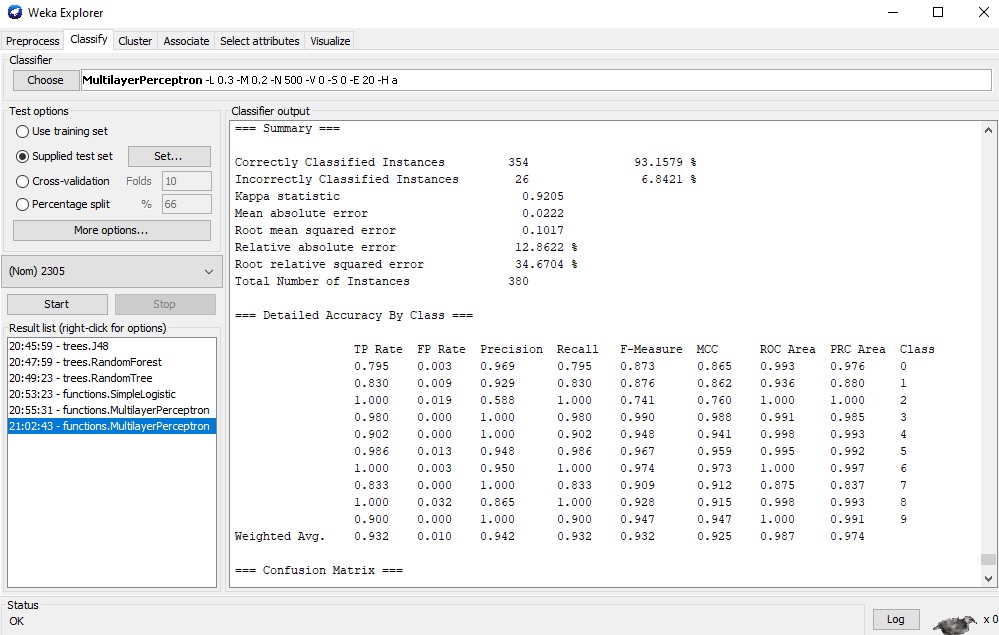 Weka Explorer
Preprocess Classify Cluster Associate Select attributes Visualize
Classifier
Choose MultilayerPerceptron -L 0.3 -M 0.2 -N 500 -V 0 -S 0 -E 20 -H a
Test options
Use training set
Supplied test set Set...
Cross-validation Folds 10
Percentage split % 66
More options...
(Nom) 2305
Start Stop
Result list (right-click for options)
20:45:59 - trees.J48
20:47:59 - trees.RandomForest
20:49:23 - trees.RandomTree
20:53:23 - functions.SimpleLogistic
20:55:31 - functions.MultilayerPerceptron
21:02:43 - functions.MultilayerPerceptron
Classifier output
=== Summary ===
Correctly Classified Instances 354 93.1579 %
Incorrectly Classified Instances 26 6.8421 %
Kappa statistic 0.9205
Mean absolute error 0.0222
Root mean squared error 0.1017
Relative absolute error 12.8622 %
Root relative squared error 34.6704 %
Total Number of Instances 380
=== Detailed Accuracy By Class ===
TP Rate FP Rate Precision Recall F-Measure MCC ROC Area PRC Area Class
0.795 0.003 0.969 0.795 0.873 0.865 0.993 0.976 0
0.830 0.009 0.929 0.830 0.876 0.862 0.936 0.880 1
1.000 0.019 0.588 1.000 0.741 0.760 1.000 1.000 2
0.980 0.000 1.000 0.980 0.990 0.988 0.991 0.985 3
0.902 0.000 1.000 0.902 0.948 0.941 0.998 0.993 4
0.986 0.013 0.948 0.986 0.967 0.959 0.995 0.992 5
1.000 0.003 0.950 1.000 0.974 0.973 1.000 0.997 6
0.833 0.000 1.000 0.833 0.909 0.912 0.875 0.837 7
1.000 0.032 0.865 1.000 0.928 0.915 0.998 0.993 8
0.900 0.000 1.000 0.900 0.947 0.947 1.000 0.991 9
Weighted Avg. 0.932 0.010 0.942 0.932 0.932 0.925 0.987 0.974
=== Confusion Matrix ===
Status
OK
Log
x 0